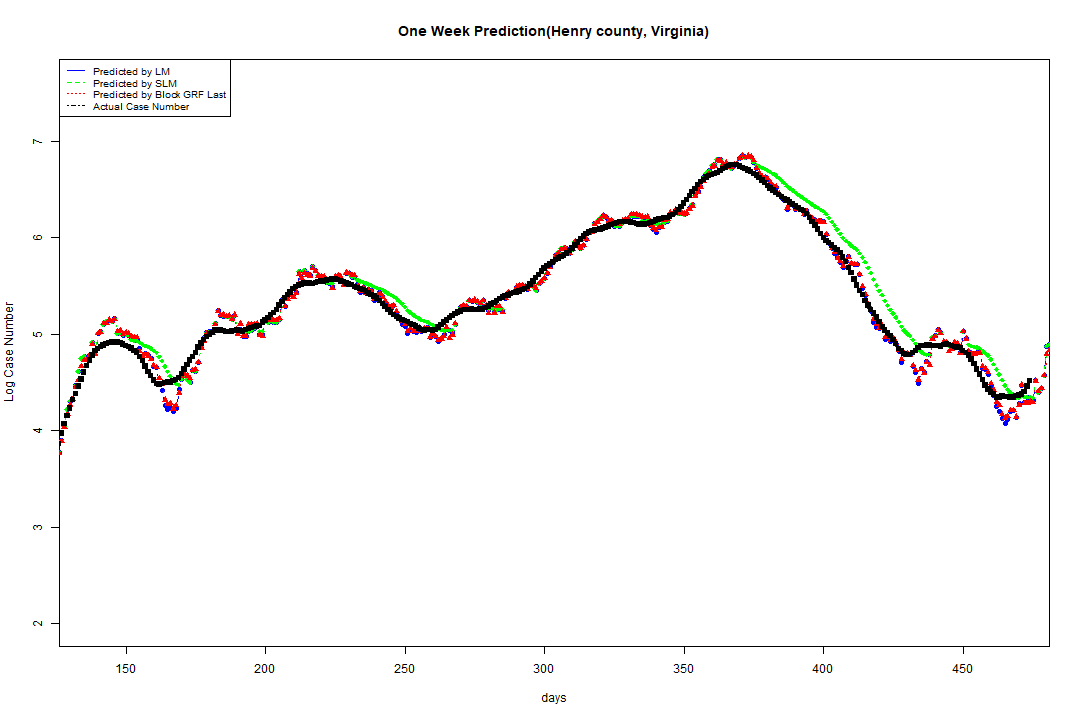 One Week Prediction(Henry county, Virginia)
Predicted by LM
Predicted by SLM
Predicted by Block GRF Last
Actual Case Number
7
6
5
4
3
2
Log Case Number
150 200 250 300 350 400 450
days